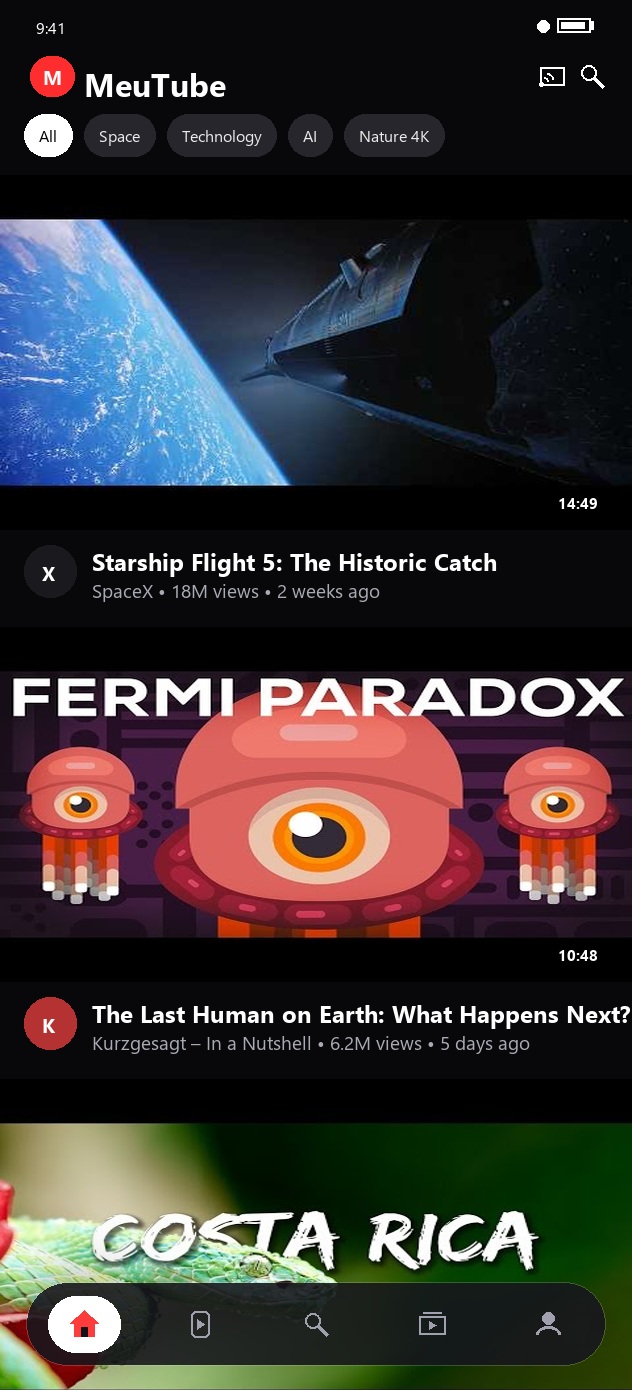 9:41
M MeuTube
All Space Technology AI Nature 4K
14:49
X
Starship Flight 5: The Historic Catch
SpaceX • 18M views • 2 weeks ago
FERMI PARADOX
10:48
K
The Last Human on Earth: What Happens Next?
Kurzgesagt – In a Nutshell • 6.2M views • 5 days ago
COSTA RICA